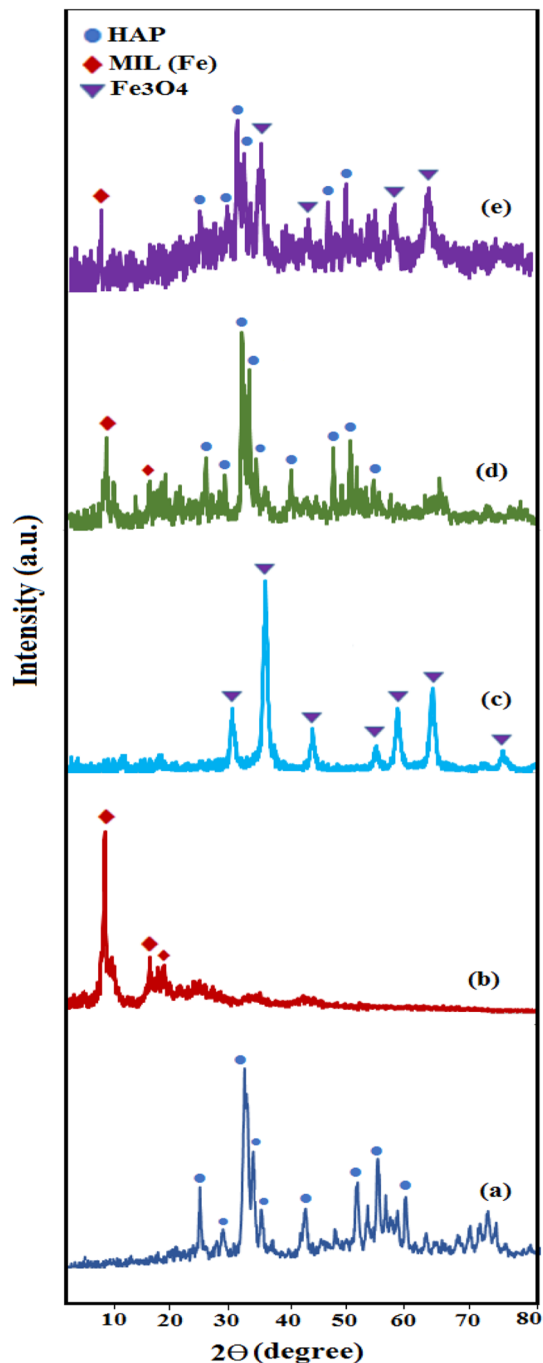 HAP
MIL (Fe)
Fe3O4
(e)
(d)
Intensity (a.u.)
(c)
(b)
(a)
10 20 30 40 50 60 70 80
2Θ (degree)